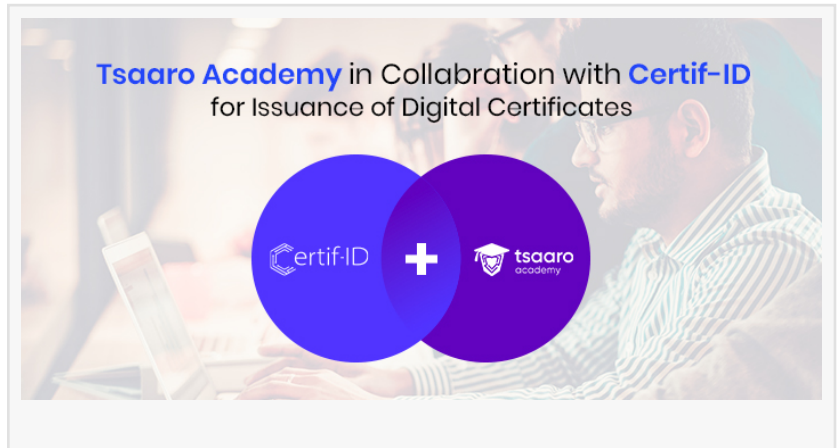 Tsaaro Academy in Collabration with Certif-ID
for Issuance of Digital Certificates
Certif-ID
tsaaro
academy